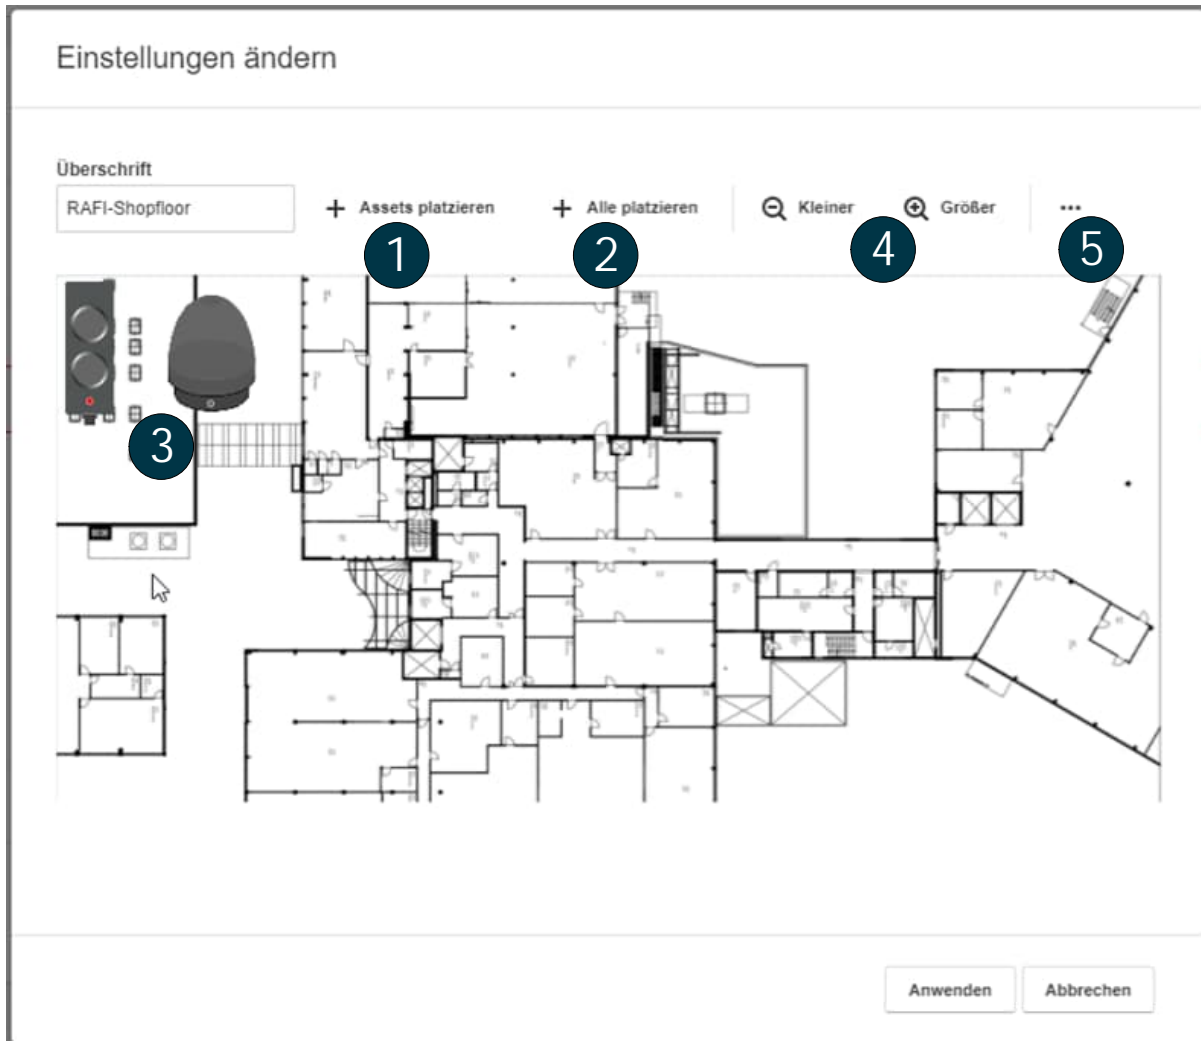 Einstellungen ändern
Überschrift
RAFI-Shopfloor
Assets platzieren
Alle platzieren
Kleiner
Größer
...
1
2
4
5
3
Anwenden
Abbrechen